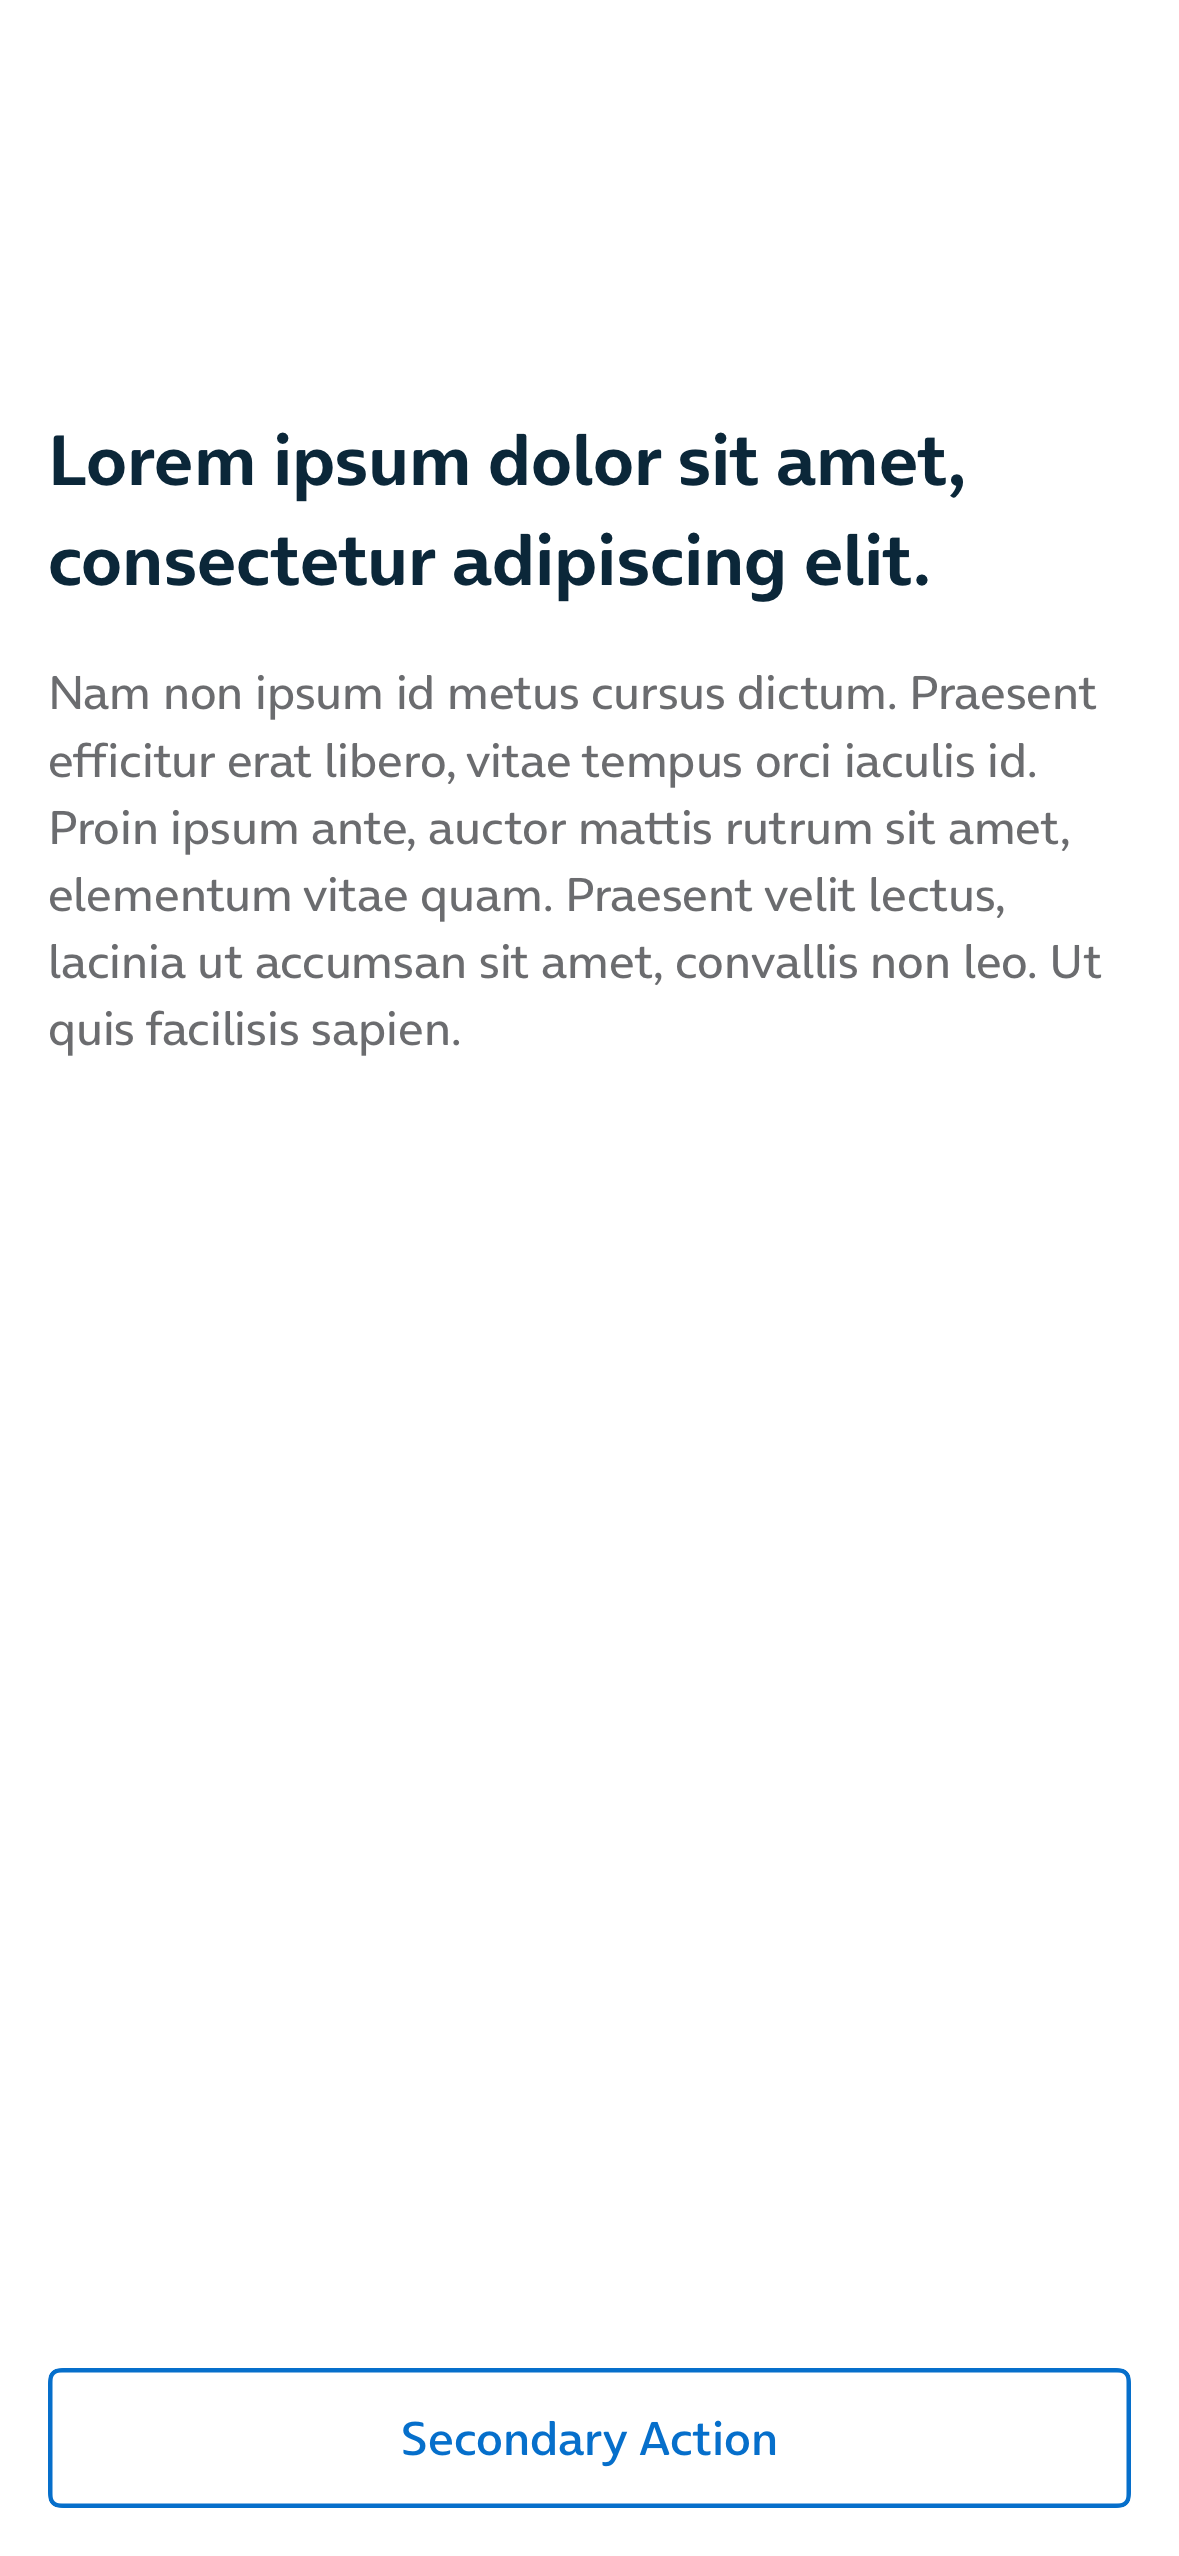 Lorem ipsum dolor sit amet,
consectetur adipiscing elit.
Nam non ipsum id metus cursus dictum. Praesent
efficitur erat libero, vitae tempus orci iaculis id.
Proin ipsum ante, auctor mattis rutrum sit amet,
elementum vitae quam. Praesent velit lectus,
lacinia ut accumsan sit amet, convallis non leo. Ut
quis facilisis sapien.
Secondary Action